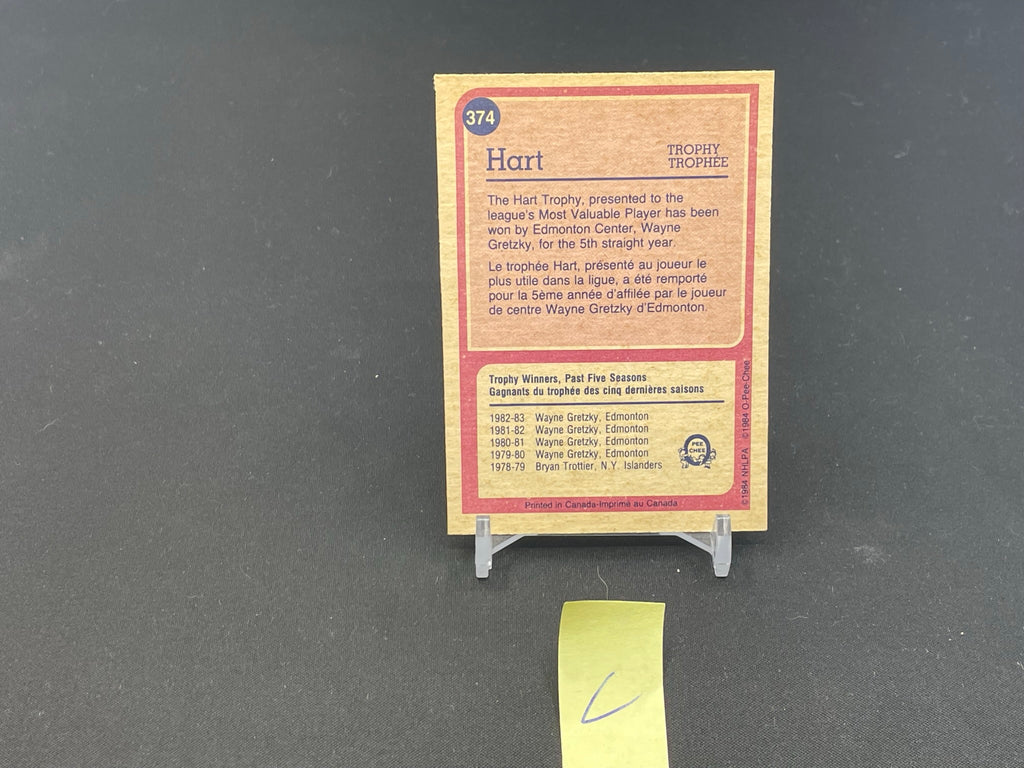 374
Hart
TROPHY
TROPHÉE
The Hart Trophy, presented to the
league's Most Valuable Player has been
won by Edmonton Center, Wayne
Gretzky, for the 5th straight year.
Le trophée Hart, présenté au joueur le
plus utile dans la ligue, a été remporté
pour la 5ème année d'affilée par le joueur
de centre Wayne Gretzky d'Edmonton.
Trophy Winners, Past Five Seasons
Gagnants du trophée des cinq dernières saisons
1982-83 Wayne Gretzky, Edmonton
1981-82 Wayne Gretzky, Edmonton
1980-81 Wayne Gretzky, Edmonton
1979-80 Wayne Gretzky, Edmonton
1978-79 Bryan Trottier, N.Y. Islanders
O
PEE
CHEE
©1984 NHLPA ©1984 O-Pee-Chee
Printed in Canada-Imprimé au Canada